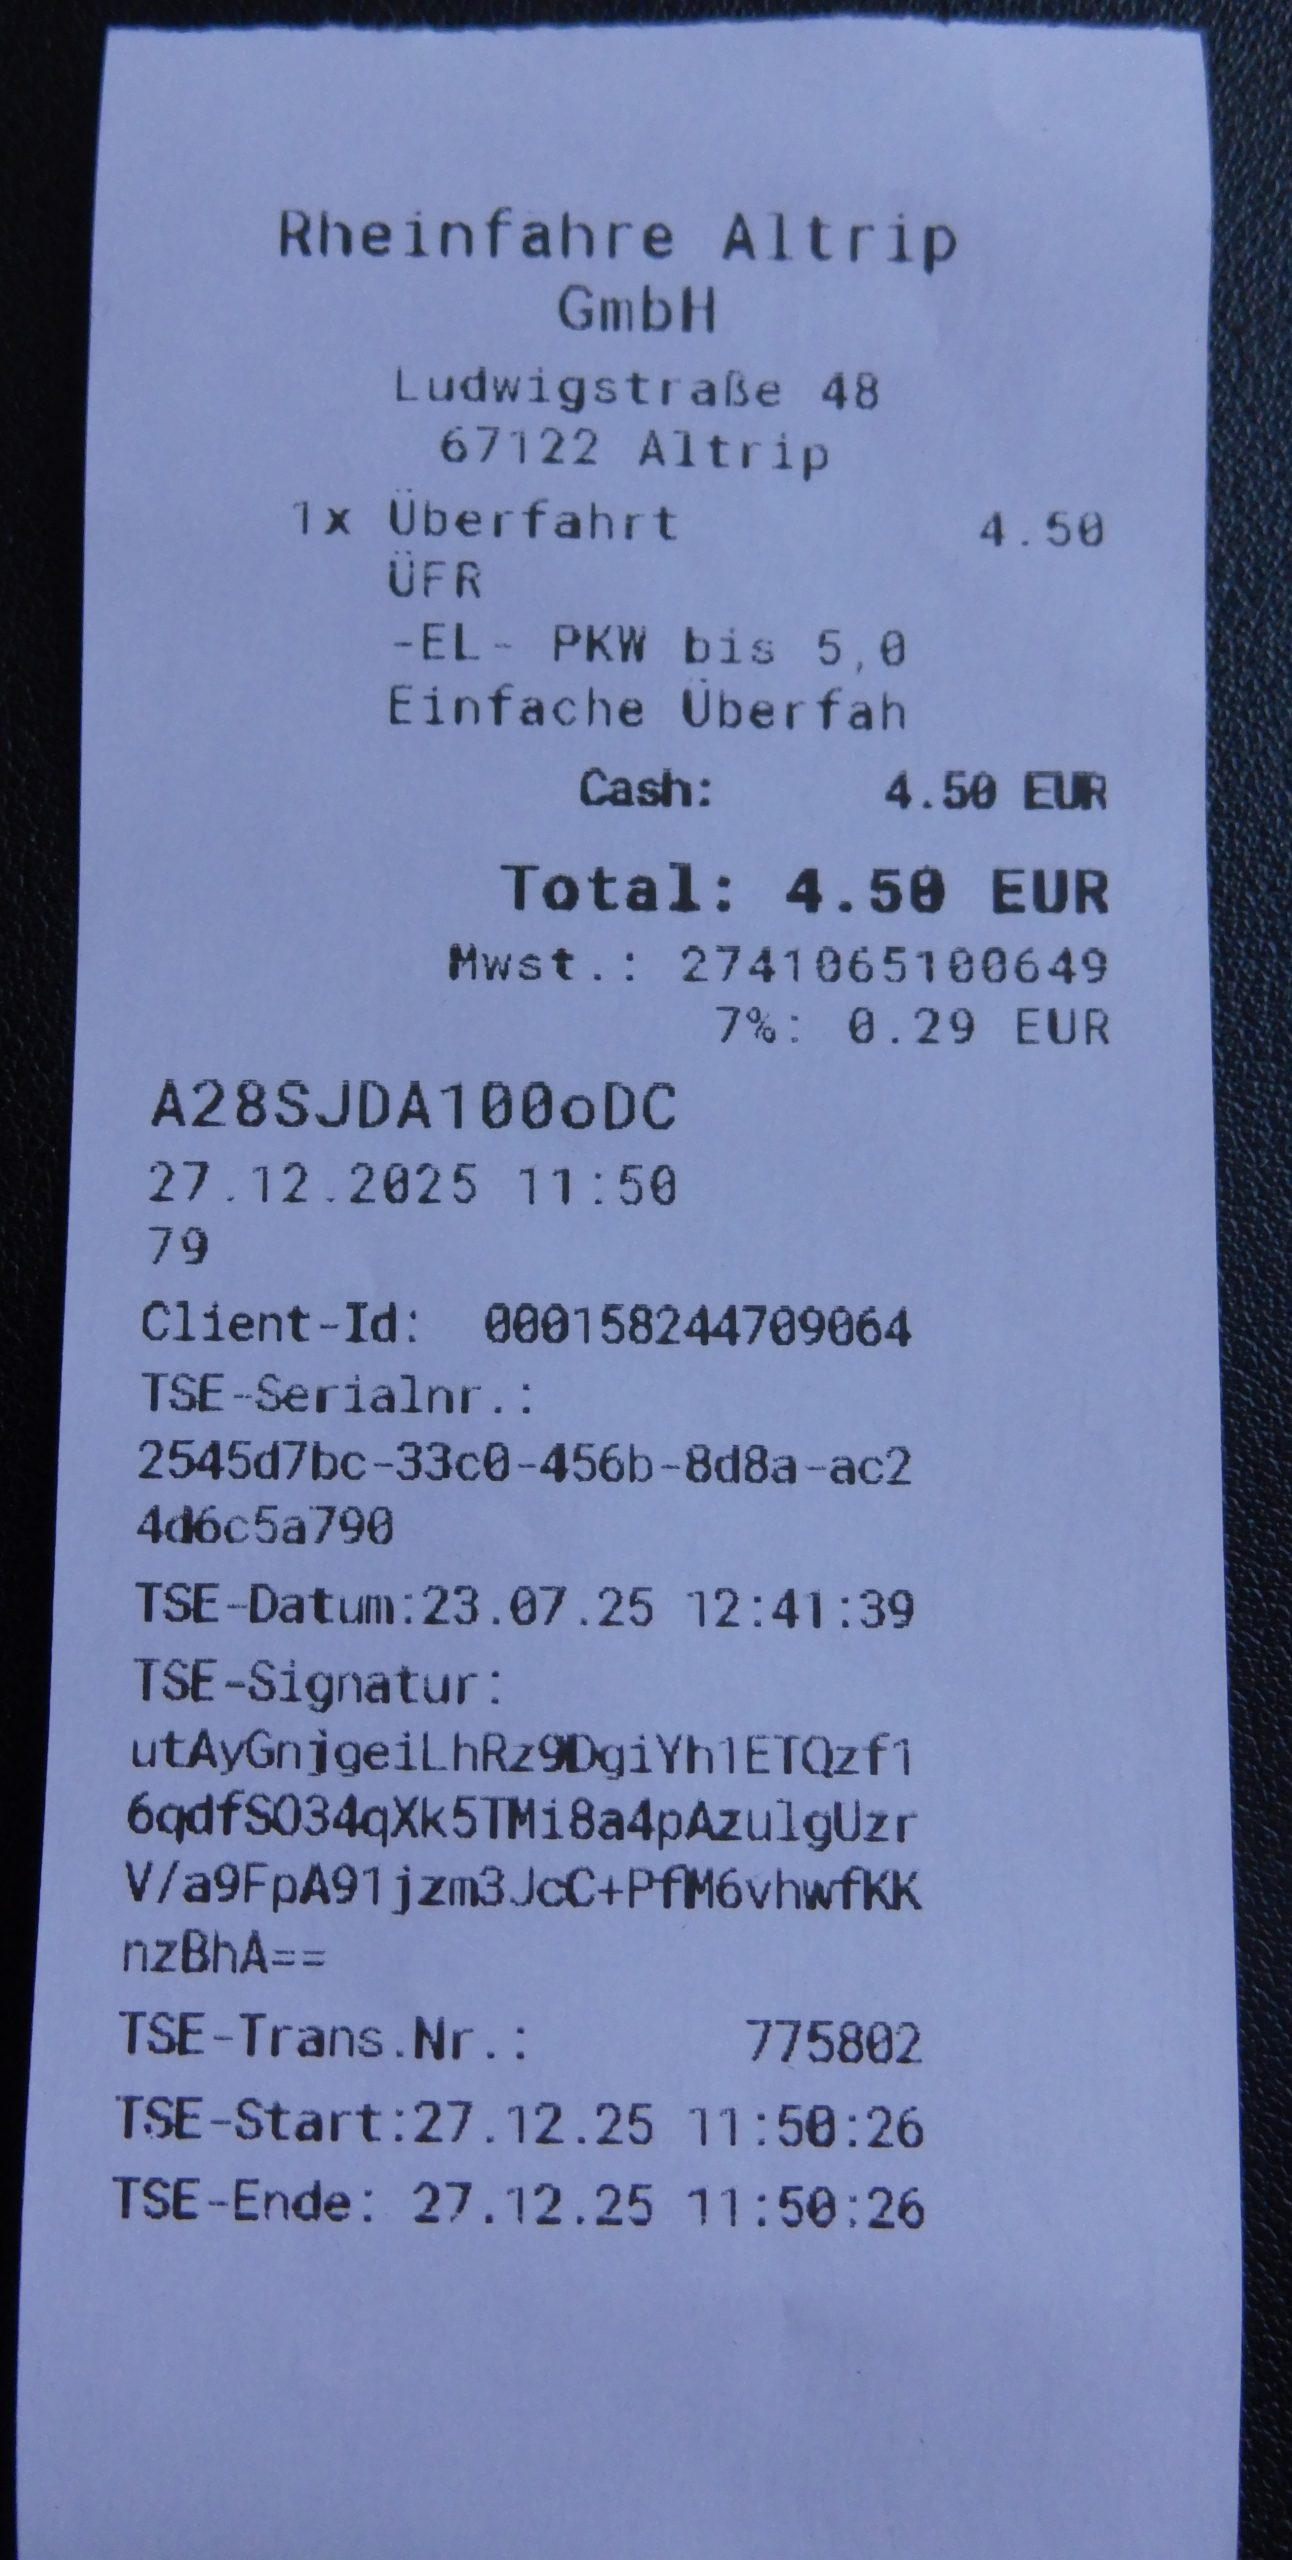 Rheinfahre Altrip
GmbH
Ludwigstraße 48
67122 Altrip
1x Überfahrt 4.50
ÜFR
-EL- PKW bis 5,0
Einfache Überfah
Cash: 4.50 EUR
Total: 4.50 EUR
Mwst.: 2741065100649
7%: 0.29 EUR
A28SJDA100oDC
27.12.2025 11:50
79
Client-Id: 000158244709064
TSE-Serialnr.:
2545d7bc-33c0-456b-8d8a-ac2
4d6c5a790
TSE-Datum:23.07.25 12:41:39
TSE-Signatur:
utAyGnjgeiLhRz9DgiYh1ETQzf1
6qdfSO34qXk5TMi8a4pAzulgUzr
V/a9FpA91jzm3JcC+PfM6vhwfKK
nzBhA==
TSE-Trans.Nr.: 775802
TSE-Start:27.12.25 11:50:26
TSE-Ende: 27.12.25 11:50:26